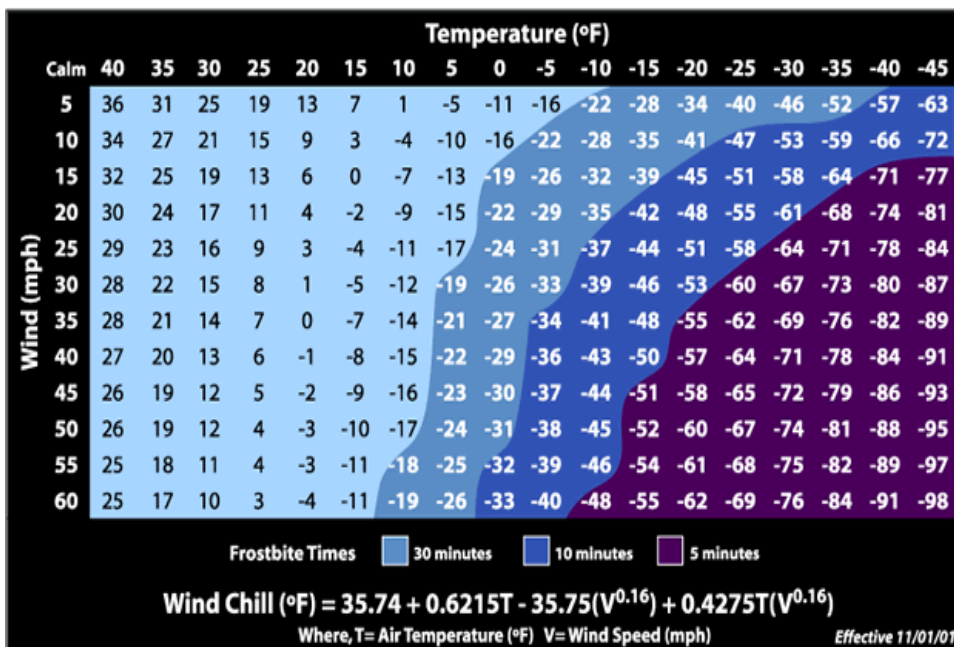 Temperature (ºF)
Calm 40 35 30 25 20 15 10 5 0 -5 -10 -15 -20 -25 -30 -35 -40 -45
5 36 31 25 19 13 7 1 -5 -11 -16 -22 -28 -34 -40 -46 -52 -57 -63
10 34 27 21 15 9 3 -4 -10 -16 -22 -28 -35 -41 -47 -53 -59 -66 -72
15 32 25 19 13 6 0 -7 -13 -19 -26 -32 -39 -45 -51 -58 -64 -71 -77
20 30 24 17 11 4 -2 -9 -15 -22 -29 -35 -42 -48 -55 -61 -68 -74 -81
25 29 23 16 9 3 -4 -11 -17 -24 -31 -37 -44 -51 -58 -64 -71 -78 -84
30 28 22 15 8 1 -5 -12 -19 -26 -33 -39 -46 -53 -60 -67 -73 -80 -87
35 28 21 14 7 0 -7 -14 -21 -27 -34 -41 -48 -55 -62 -69 -76 -82 -89
40 27 20 13 6 -1 -8 -15 -22 -29 -36 -43 -50 -57 -64 -71 -78 -84 -91
45 26 19 12 5 -2 -9 -16 -23 -30 -37 -44 -51 -58 -65 -72 -79 -86 -93
50 26 19 12 4 -3 -10 -17 -24 -31 -38 -45 -52 -60 -67 -74 -81 -88 -95
55 25 18 11 4 -3 -11 -18 -25 -32 -39 -46 -54 -61 -68 -75 -82 -89 -97
60 25 17 10 3 -4 -11 -19 -26 -33 -40 -48 -55 -62 -69 -76 -84 -91 -98
Wind (mph)
Frostbite Times 30 minutes 10 minutes 5 minutes
Wind Chill (ºF) = 35.74 + 0.6215T - 35.75(V^0.16) + 0.4275T(V^0.16)
Where, T= Air Temperature (ºF) V= Wind Speed (mph) Effective 11/01/01